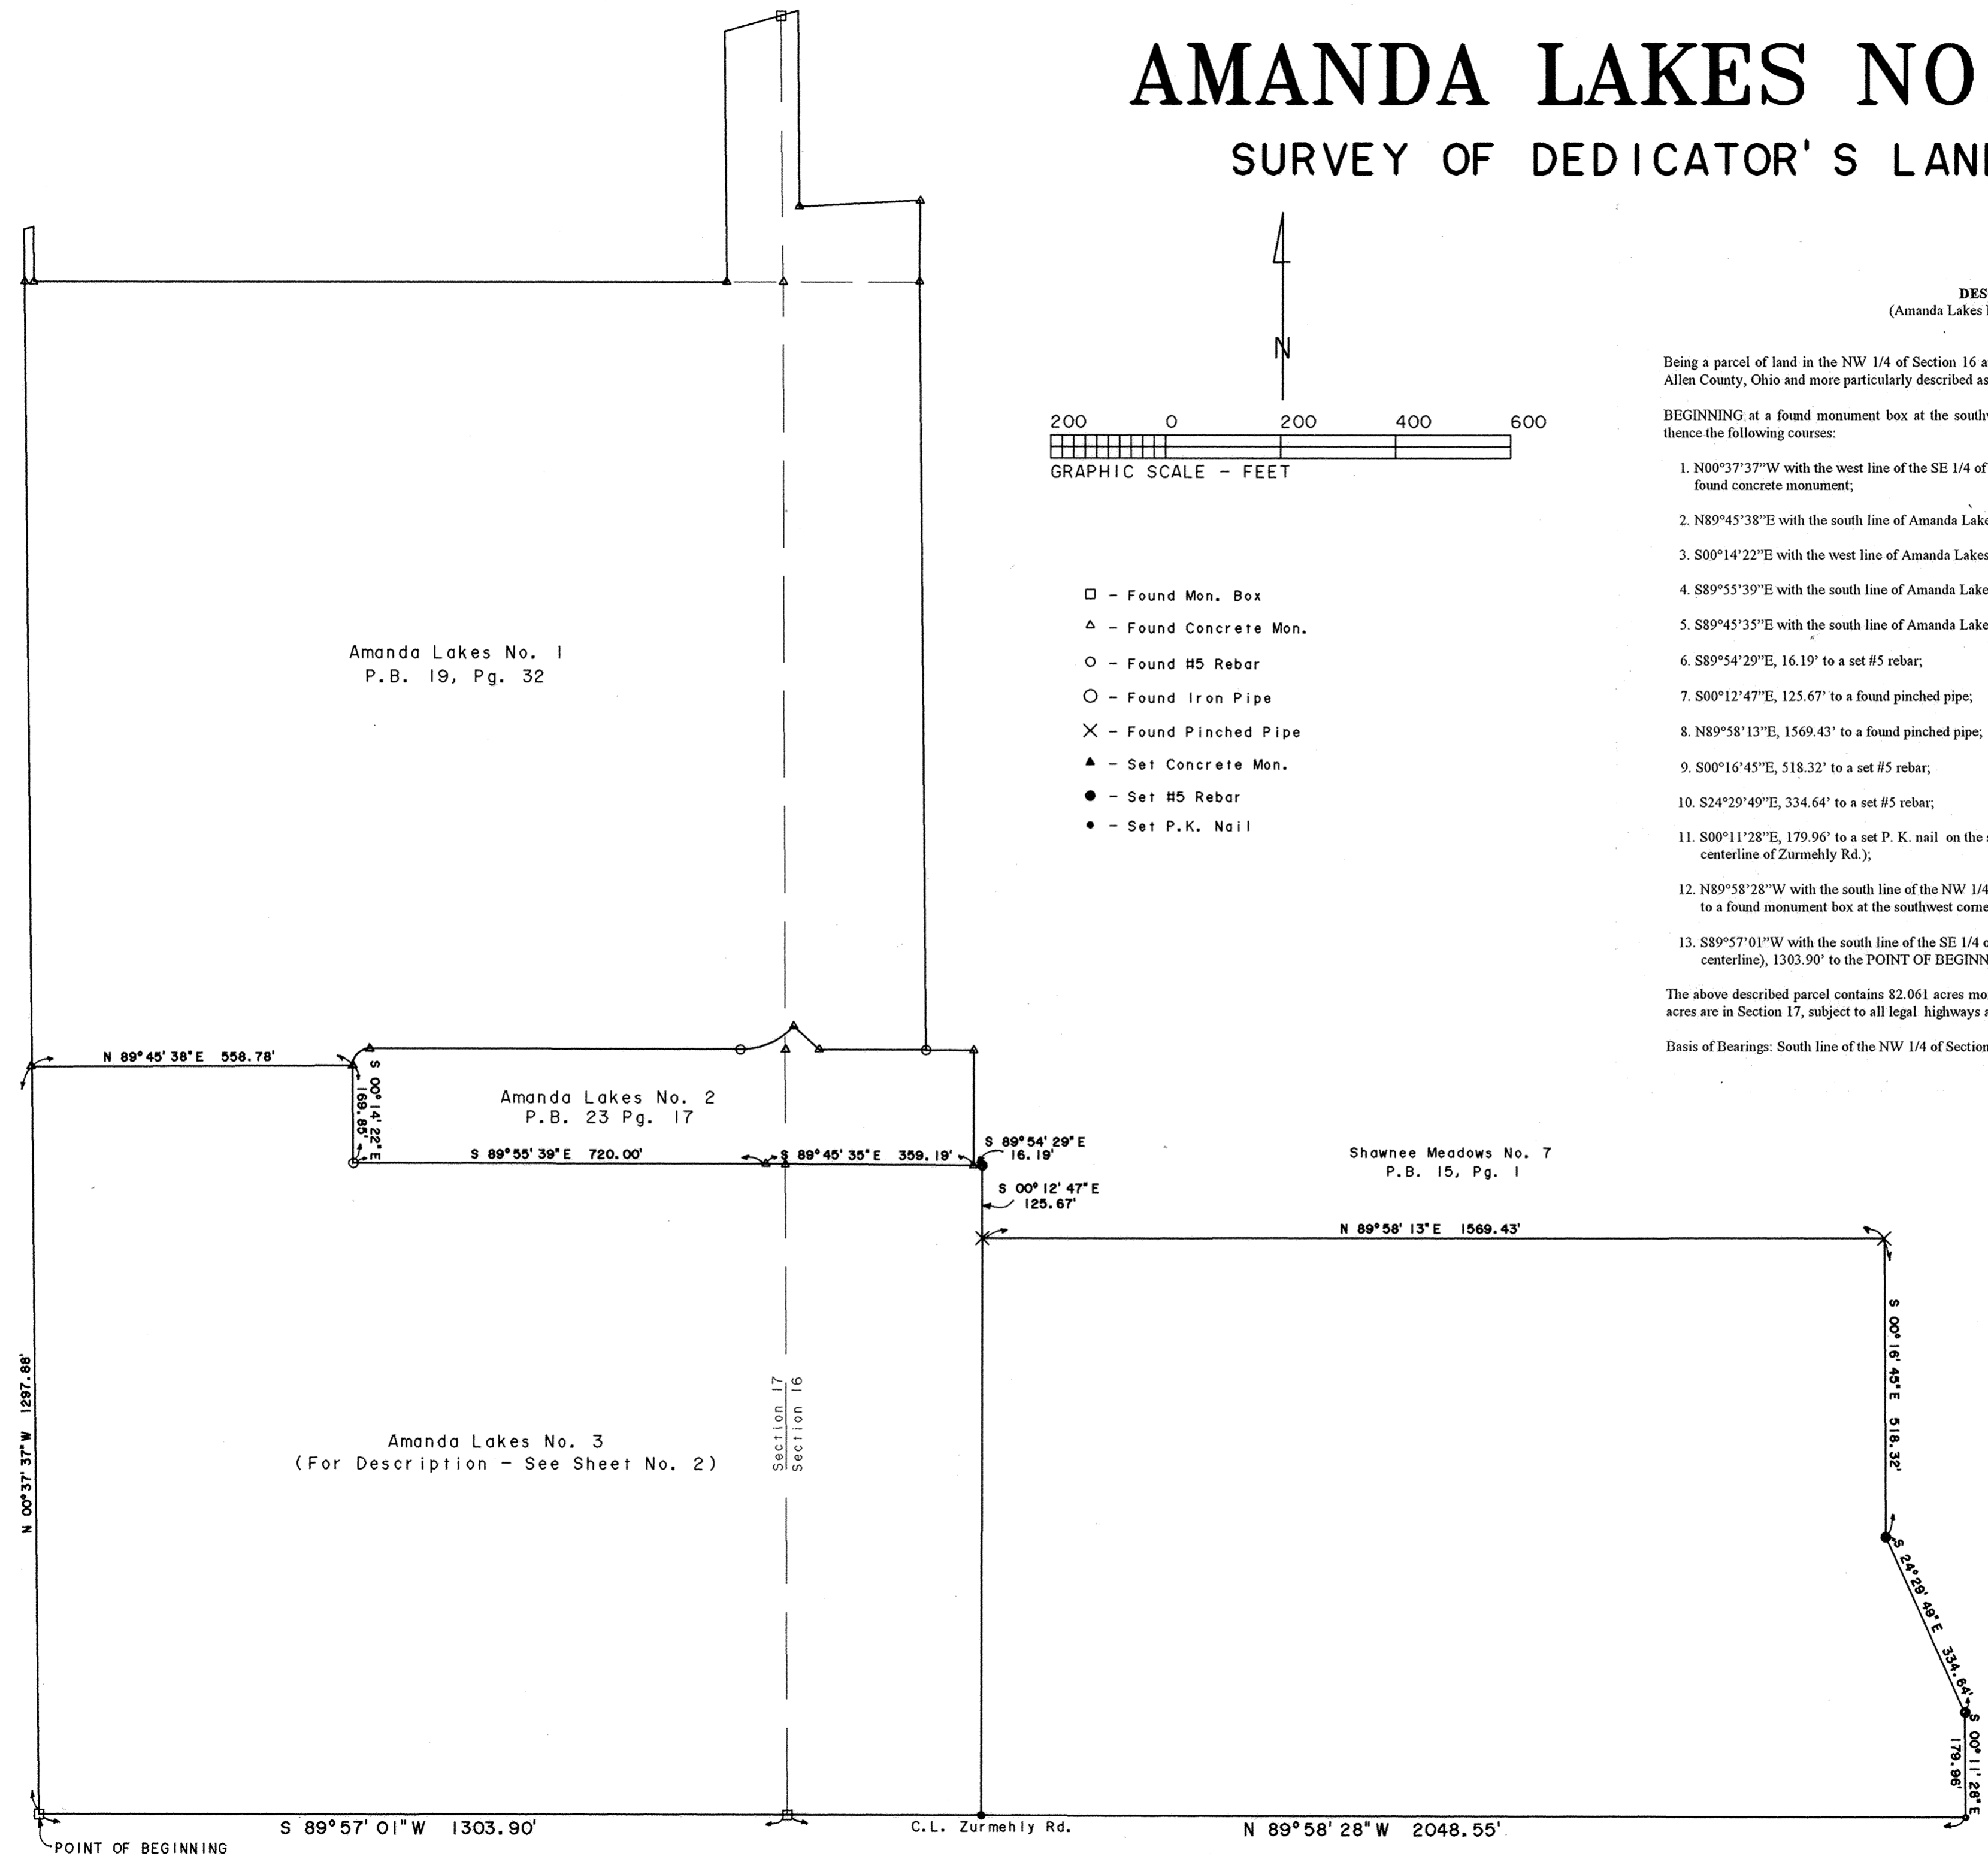 AMANDA LAKES NO
SURVEY OF DEDICATOR'S LAN
DES
(Amanda Lakes
Being a parcel of land in the NW 1/4 of Section 16 a
Allen County, Ohio and more particularly described as
BEGINNING at a found monument box at the south
thence the following courses:
1. N00°37'37"W with the west line of the SE 1/4 of
found concrete monument;
2. N89°45'38"E with the south line of Amanda Lake
3. S00°14'22"E with the west line of Amanda Lakes
4. S89°55'39"E with the south line of Amanda Lake
5. S89°45'35"E with the south line of Amanda Lake
6. S89°54'29"E, 16.19' to a set #5 rebar;
7. S00°12'47"E, 125.67' to a found pinched pipe;
8. N89°58'13"E, 1569.43' to a found pinched pipe;
9. S00°16'45"E, 518.32' to a set #5 rebar;
10. S24°29'49"E, 334.64' to a set #5 rebar;
11. S00°11'28"E, 179.96' to a set P. K. nail on the
centerline of Zurmehly Rd.);
12. N89°58'28"W with the south line of the NW 1/4
to a found monument box at the southwest corne
13. S89°57'01"W with the south line of the SE 1/4 o
centerline), 1303.90' to the POINT OF BEGINN
The above described parcel contains 82.061 acres mo
acres are in Section 17, subject to all legal highways a
Basis of Bearings: South line of the NW 1/4 of Section
N
200 0 200 400 600
GRAPHIC SCALE - FEET
□ - Found Mon. Box
△ - Found Concrete Mon.
○ - Found #5 Rebar
○ - Found Iron Pipe
× - Found Pinched Pipe
▲ - Set Concrete Mon.
● - Set #5 Rebar
• - Set P.K. Nail
Amanda Lakes No. 1
P.B. 19, Pg. 32
N 89°45'38"E 558.78'
S 00°14'22"E
169.85'
Amanda Lakes No. 2
P.B. 23 Pg. 17
S 89°55'39"E 720.00'
S 89°45'35"E 359.19'
S 89°54'29"E
16.19'
S 00°12'47"E
125.67'
Shawnee Meadows No. 7
P.B. 15, Pg. 1
N 89°58'13"E 1569.43'
S 00°16'45"E 518.32'
S 24°29'49"E 334.64'
S 00°11'28"E
179.96'
N 00°37'37"W 1297.88'
Amanda Lakes No. 3
(For Description - See Sheet No. 2)
Section 17
Section 16
S 89°57'01"W 1303.90'
C.L. Zurmehly Rd.
N 89°58'28"W 2048.55'
POINT OF BEGINNING